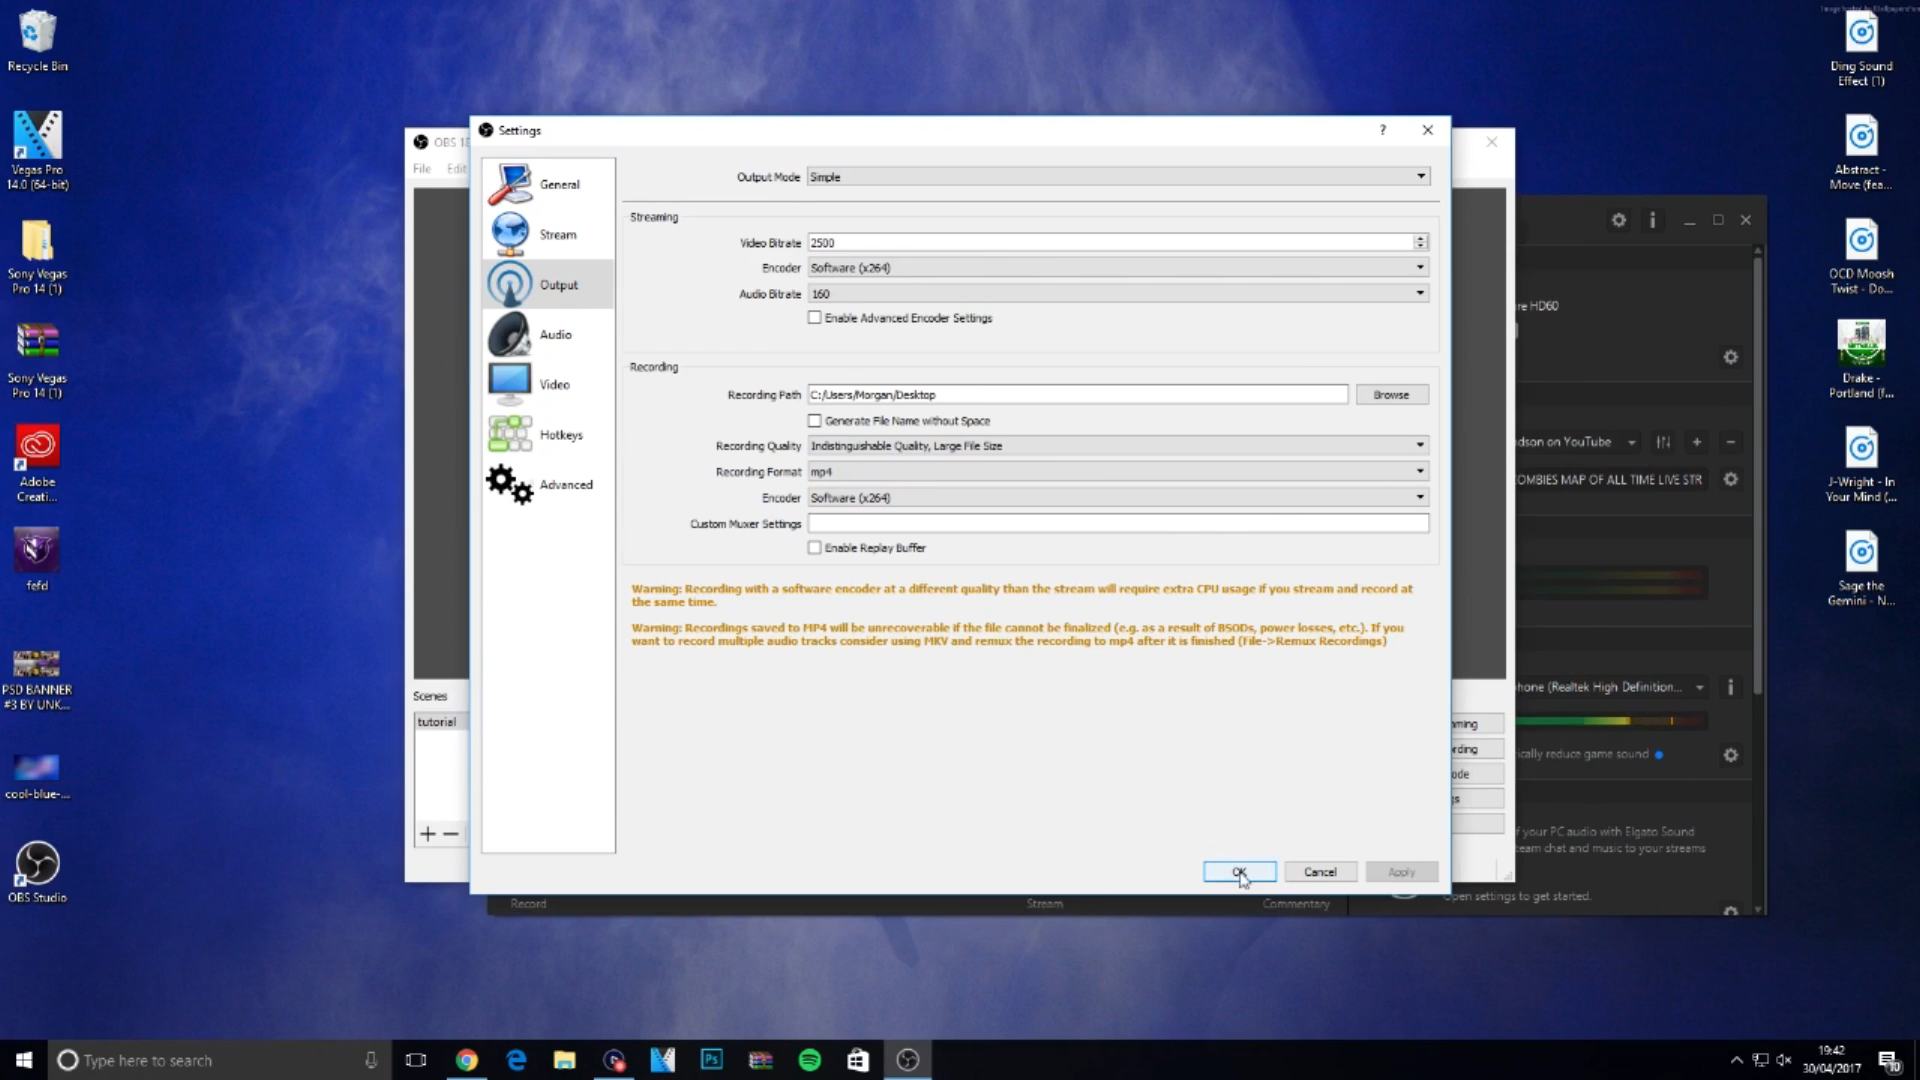 Recycle Bin
Vegas Pro
14.0 (64-bit)
Sony Vegas
Pro 14 (1)
Sony Vegas
Pro 14 (1)
Adobe
Creati...
fefd
PSD BANNER
#3 BY UNK...
cool-blue-...
OBS Studio
OBS
File Edit
Scenes
tutorial
Settings
?
General
Stream
Output
Audio
Video
Hotkeys
Advanced
Output Mode Simple
Streaming
Video Bitrate 2500
Encoder Software (x264)
Audio Bitrate 160
Enable Advanced Encoder Settings
Recording
Recording Path C:/Users/Morgan/Desktop Browse
Generate File Name without Space
Recording Quality Indistinguishable Quality, Large File Size
Recording Format mp4
Encoder Software (x264)
Custom Muxer Settings
Enable Replay Buffer
Warning: Recording with a software encoder at a different quality than the stream will require extra CPU usage if you stream and record at
the same time.
Warning: Recordings saved to MP4 will be unrecoverable if the file cannot be finalized (e.g. as a result of BSODs, power losses, etc.). If you
want to record multiple audio tracks consider using MKV and remux the recording to mp4 after it is finished (File->Remux Recordings)
OK Cancel Apply
Record Stream Commentary
re HD60
dson on YouTube
OMBIES MAP OF ALL TIME LIVE STR
hone (Realtek High Definition...
ically reduce game sound
aming
rding
ode
gs
f your PC audio with Elgato Sound
team chat and music to your streams
Open settings to get started.
Ding Sound
Effect (1)
Abstract -
Move (fea...
OCD Moosh
Twist - Do...
Drake -
Portland (f...
J-Wright - In
Your Mind (...
Sage the
Gemini - N...
Type here to search
Ps
19:42
30/04/2017
10